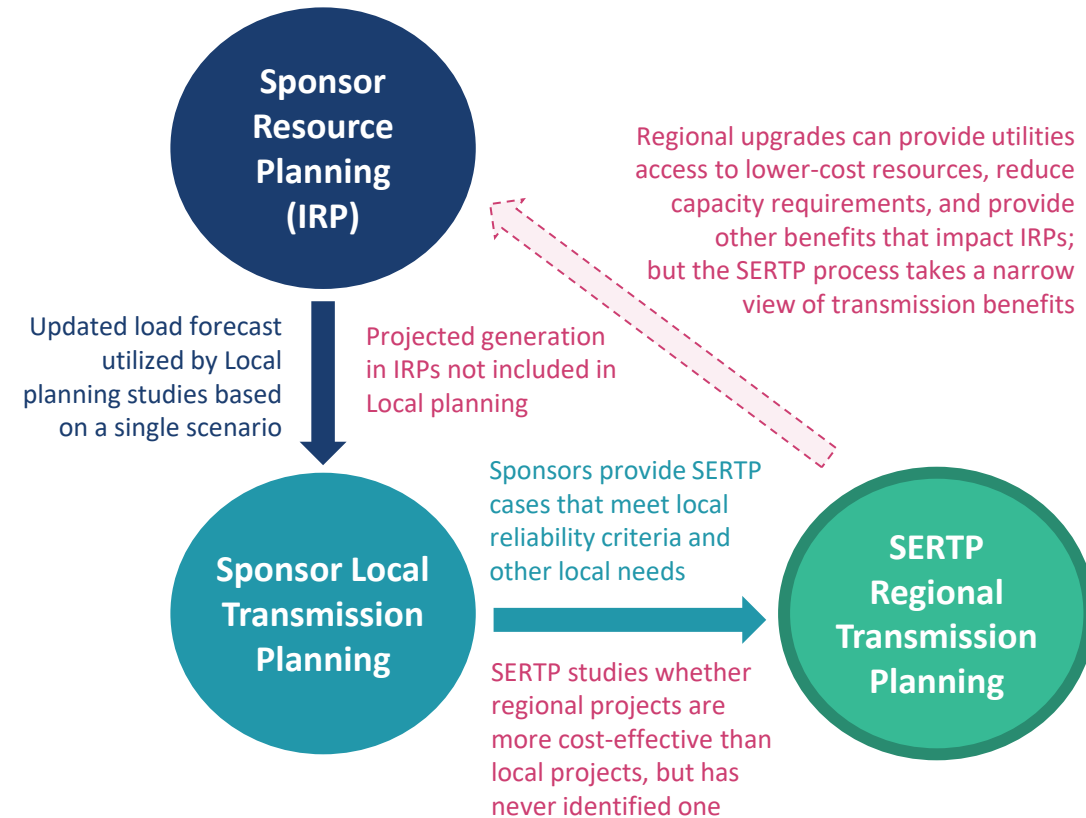 Sponsor
Resource
Planning
(IRP)
Regional upgrades can provide utilities
access to lower-cost resources, reduce
capacity requirements, and provide
other benefits that impact IRPs;
but the SERTP process takes a narrow
view of transmission benefits
Updated load forecast
utilized by Local
planning studies based
on a single scenario
Projected generation
in IRPs not included in
Local planning
Sponsor Local
Transmission
Planning
Sponsors provide SERTP
cases that meet local
reliability criteria and
other local needs
SERTP studies whether
regional projects are
more cost-effective than
local projects, but has
never identified one
SERTP
Regional
Transmission
Planning